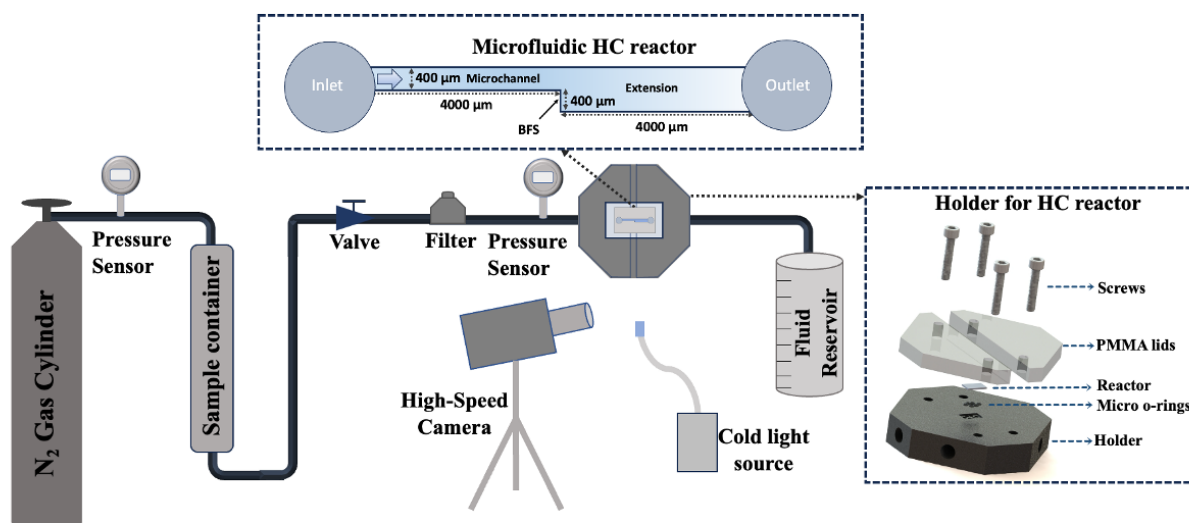 Microfluidic HC reactor
Inlet
400 µm
Microchannel
Extension
Outlet
4000 µm
400 µm
BFS
4000 µm
Pressure
Sensor
Valve
Filter
Pressure
Sensor
N2 Gas Cylinder
Sample container
High-Speed
Camera
Cold light
source
Fluid
Reservoir
Holder for HC reactor
Screws
PMMA lids
Reactor
Micro o-rings
Holder